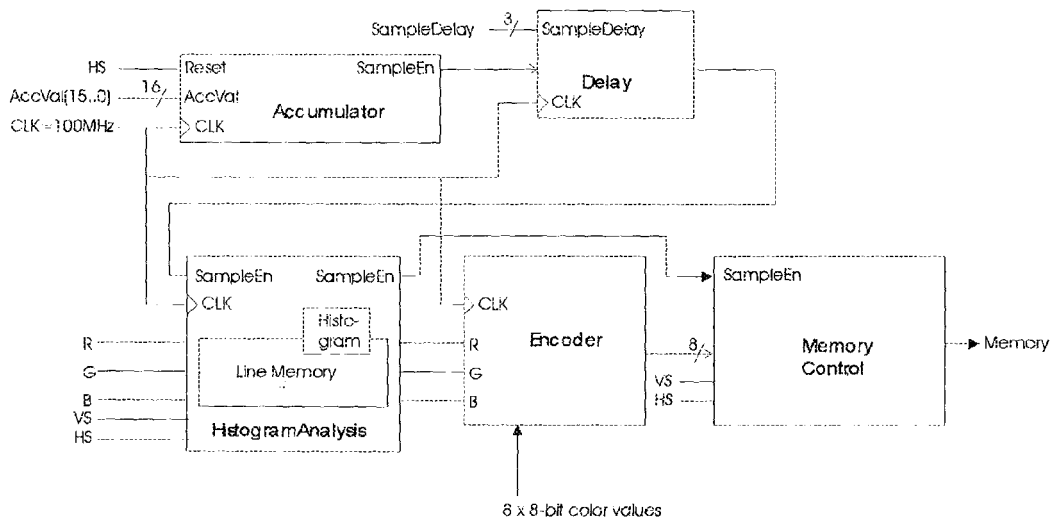 SampleDelay 3 SampleDelay
Delay
CLK
HS Reset SampleEn
AccVal(15..0) 16 AccVal
Accumulator
CLK=100MHz CLK
SampleEn SampleEn
CLK
Histo-
gram
Line Memory
R
G
B
VS
HS
HistogramAnalysis
CLK
Encoder
R
G
B
8 x 8-bit color values
SampleEn
8
VS
HS
Memory
Control
Memory